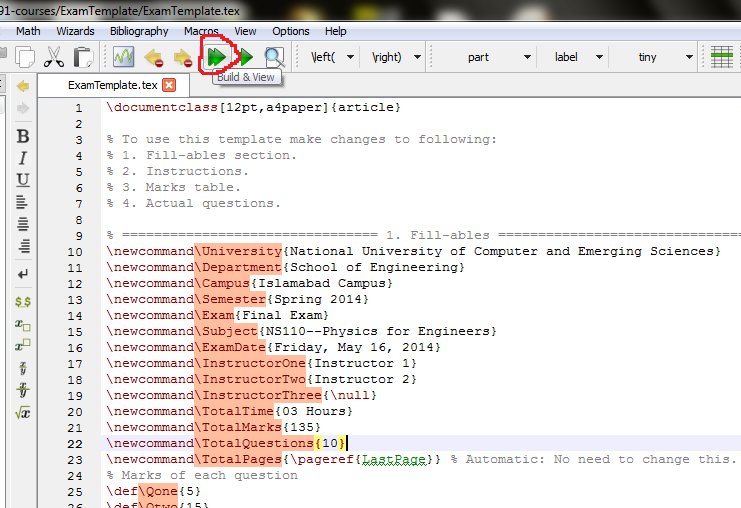 91-courses/ExamTemplate/ExamTemplate.tex
Math Wizards Bibliography Macros View Options Help
\left( \right) part label tiny
Build & View
ExamTemplate.tex
1 \documentclass[12pt,a4paper]{article}
2
3 % To use this template make changes to following:
4 % 1. Fill-ables section.
5 % 2. Instructions.
6 % 3. Marks table.
7 % 4. Actual questions.
8
9 % ================================ 1. Fill-ables ================================
10 \newcommand\University{National University of Computer and Emerging Sciences}
11 \newcommand\Department{School of Engineering}
12 \newcommand\Campus{Islamabad Campus}
13 \newcommand\Semester{Spring 2014}
14 \newcommand\Exam{Final Exam}
15 \newcommand\Subject{NS110--Physics for Engineers}
16 \newcommand\ExamDate{Friday, May 16, 2014}
17 \newcommand\InstructorOne{Instructor 1}
18 \newcommand\InstructorTwo{Instructor 2}
19 \newcommand\InstructorThree{\null}
20 \newcommand\TotalTime{03 Hours}
21 \newcommand\TotalMarks{135}
22 \newcommand\TotalQuestions{10}
23 \newcommand\TotalPages{\pageref{LastPage}} % Automatic: No need to change this.
24 % Marks of each question
25 \def\Qone{5}
26 \def\Qtwo{15}
B
I
U
$.$
x
x
x/y
x/y
√x